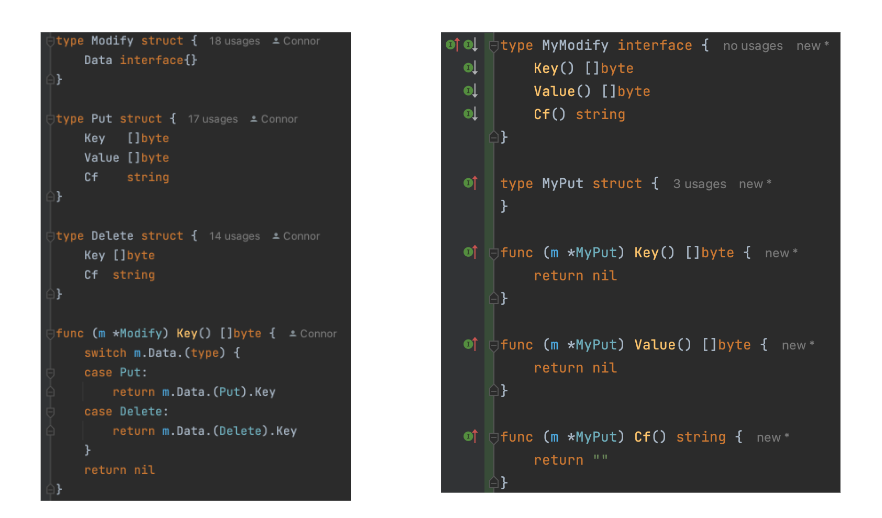 type Modify struct { 18 usages Connor
Data interface{}
}
type Put struct { 17 usages Connor
Key []byte
Value []byte
Cf string
}
type Delete struct { 14 usages Connor
Key []byte
Cf string
}
func (m *Modify) Key() []byte { Connor
switch m.Data.(type) {
case Put:
return m.Data.(Put).Key
case Delete:
return m.Data.(Delete).Key
}
return nil
}
type MyModify interface { no usages new *
Key() []byte
Value() []byte
Cf() string
}
type MyPut struct { 3 usages new *
}
func (m *MyPut) Key() []byte { new *
return nil
}
func (m *MyPut) Value() []byte { new *
return nil
}
func (m *MyPut) Cf() string { new *
return ""
}